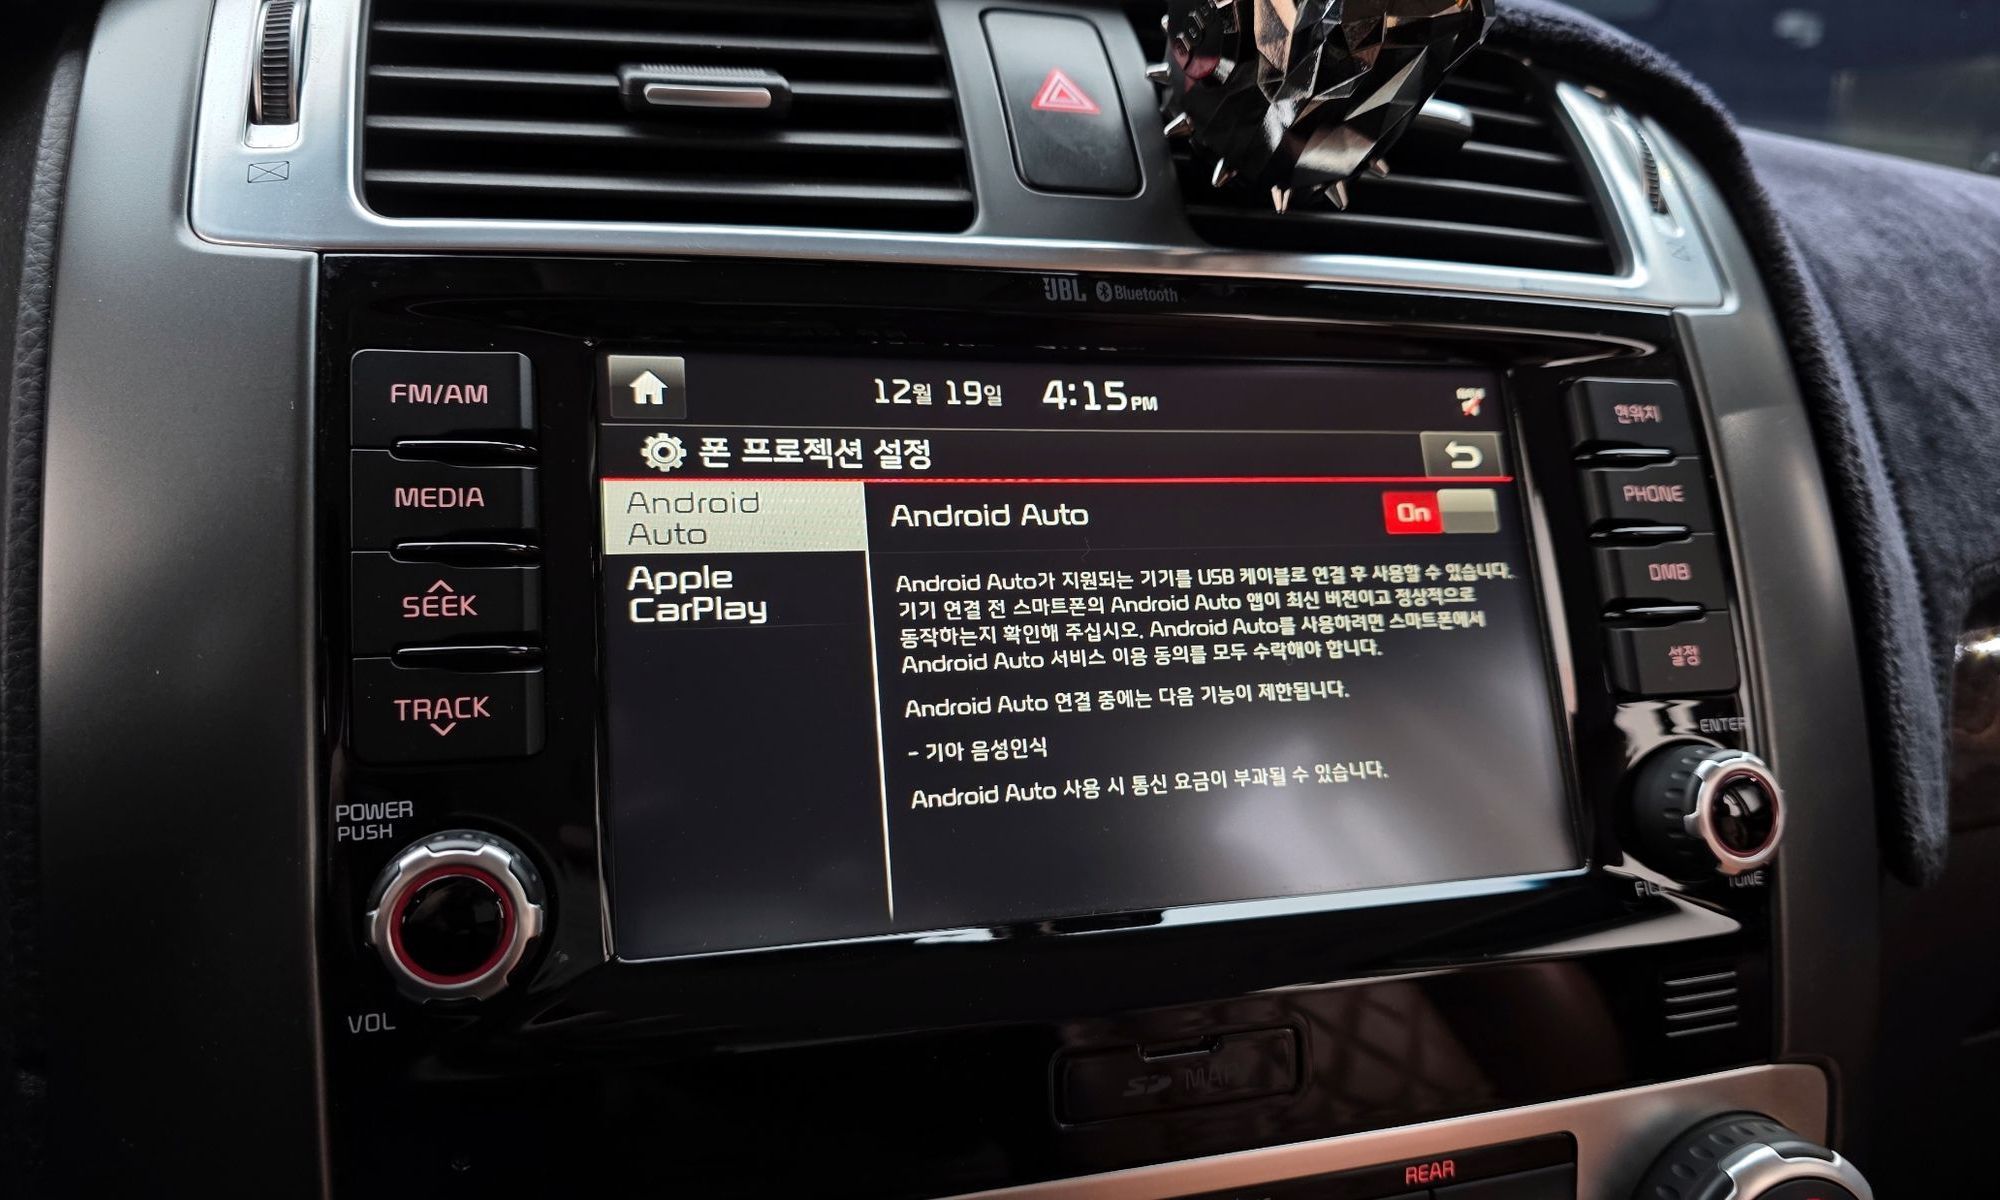 JBL Bluetooth
FM/AM
MEDIA
SEEK
TRACK
POWER
PUSH
VOL
12월 19일 4:15 PM
폰 프로젝션 설정
Android
Auto
Apple
CarPlay
Android Auto On
Android Auto가 지원되는 기기를 USB 케이블로 연결 후 사용할 수 있습니다.
기기 연결 전 스마트폰의 Android Auto 앱이 최신 버전이고 정상적으로
동작하는지 확인해 주십시오. Android Auto를 사용하려면 스마트폰에서
Android Auto 서비스 이용 동의를 모두 수락해야 합니다.
Android Auto 연결 중에는 다음 기능이 제한됩니다.
- 기아 음성인식
Android Auto 사용 시 통신 요금이 부과될 수 있습니다.
현위치
PHONE
DMB
설정
ENTER
FILE
TUNE
SD MAP
REAR